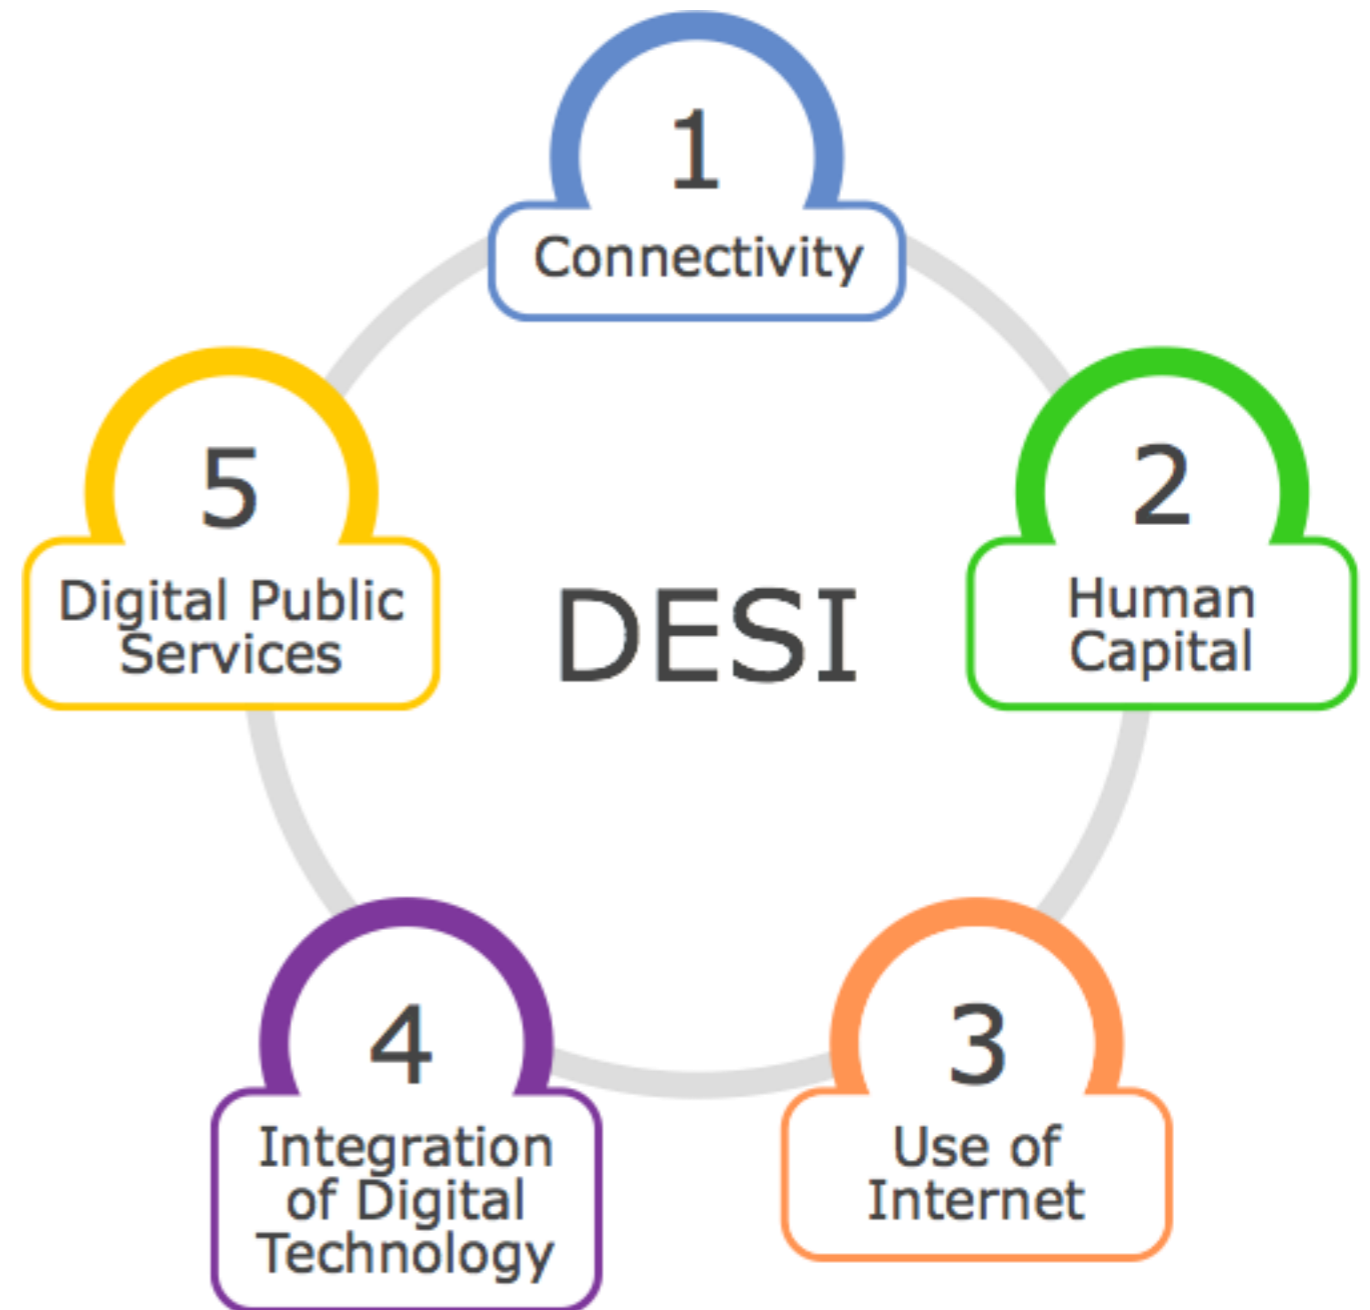 1
Connectivity
2
Human
Capital
3
Use of
Internet
4
Integration
of Digital
Technology
5
Digital Public
Services
DESI